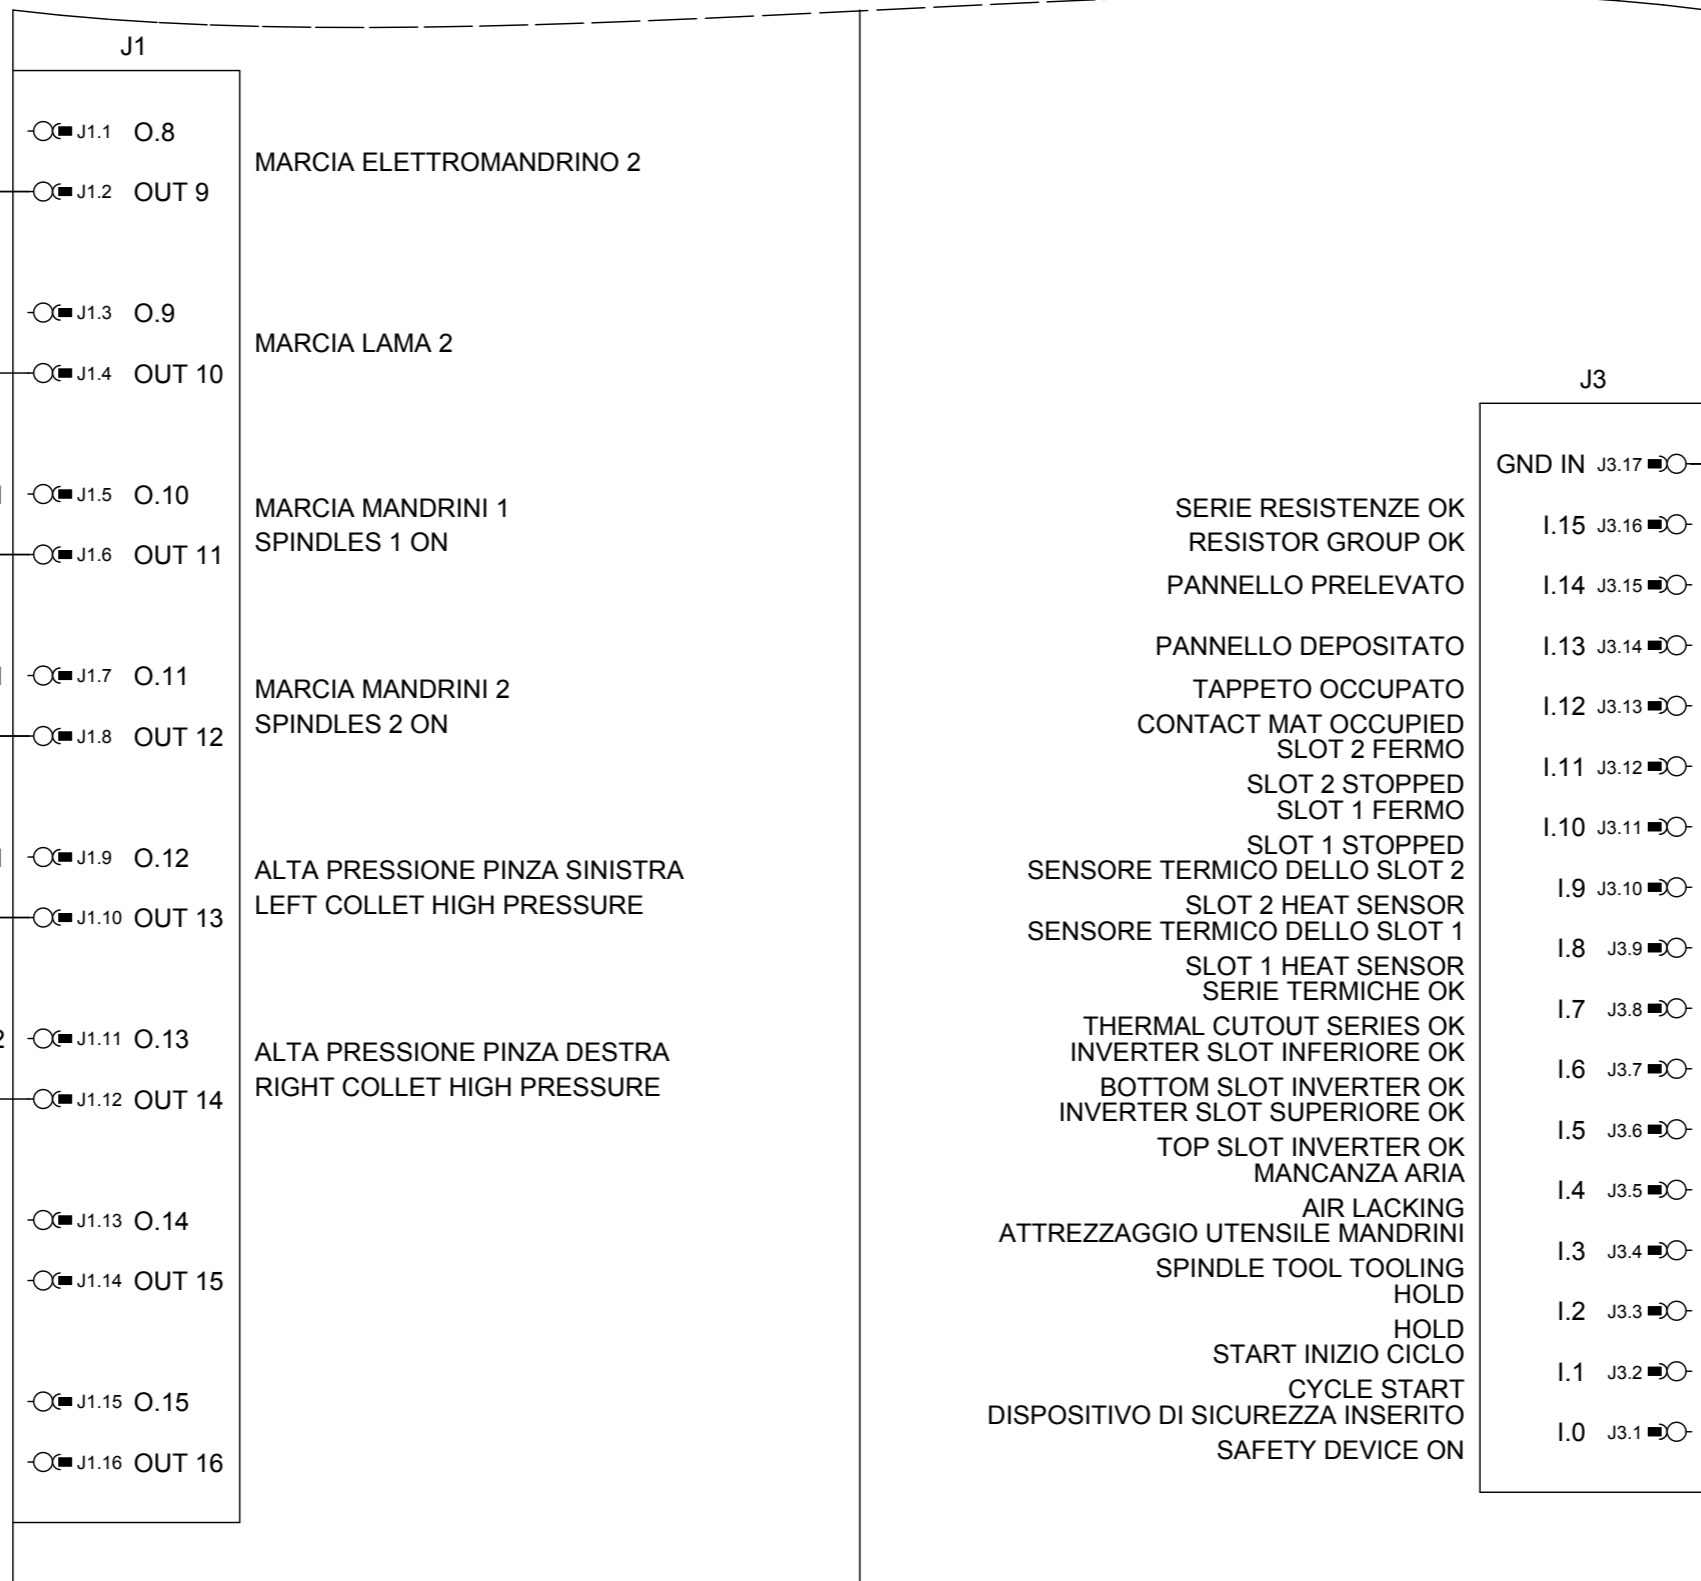 J1
J1.1 O.8
MARCIA ELETTROMANDRINO 2
J1.2 OUT 9
J1.3 O.9
MARCIA LAMA 2
J1.4 OUT 10
J1.5 O.10
MARCIA MANDRINI 1
SPINDLES 1 ON
J1.6 OUT 11
J1.7 O.11
MARCIA MANDRINI 2
SPINDLES 2 ON
J1.8 OUT 12
J1.9 O.12
ALTA PRESSIONE PINZA SINISTRA
LEFT COLLET HIGH PRESSURE
J1.10 OUT 13
J1.11 O.13
ALTA PRESSIONE PINZA DESTRA
RIGHT COLLET HIGH PRESSURE
J1.12 OUT 14
J1.13 O.14
J1.14 OUT 15
J1.15 O.15
J1.16 OUT 16
J3
GND IN J3.17
SERIE RESISTENZE OK
RESISTOR GROUP OK
I.15 J3.16
PANNELLO PRELEVATO
I.14 J3.15
PANNELLO DEPOSITATO
I.13 J3.14
TAPPETO OCCUPATO
CONTACT MAT OCCUPIED
I.12 J3.13
SLOT 2 FERMO
SLOT 2 STOPPED
I.11 J3.12
SLOT 1 FERMO
SLOT 1 STOPPED
I.10 J3.11
SENSORE TERMICO DELLO SLOT 2
SLOT 2 HEAT SENSOR
I.9 J3.10
SENSORE TERMICO DELLO SLOT 1
SLOT 1 HEAT SENSOR
I.8 J3.9
SERIE TERMICHE OK
THERMAL CUTOUT SERIES OK
I.7 J3.8
INVERTER SLOT INFERIORE OK
BOTTOM SLOT INVERTER OK
I.6 J3.7
INVERTER SLOT SUPERIORE OK
TOP SLOT INVERTER OK
I.5 J3.6
MANCANZA ARIA
AIR LACKING
I.4 J3.5
ATTREZZAGGIO UTENSILE MANDRINI
SPINDLE TOOL TOOLING
I.3 J3.4
HOLD
HOLD
I.2 J3.3
START INIZIO CICLO
CYCLE START
I.1 J3.2
DISPOSITIVO DI SICUREZZA INSERITO
SAFETY DEVICE ON
I.0 J3.1